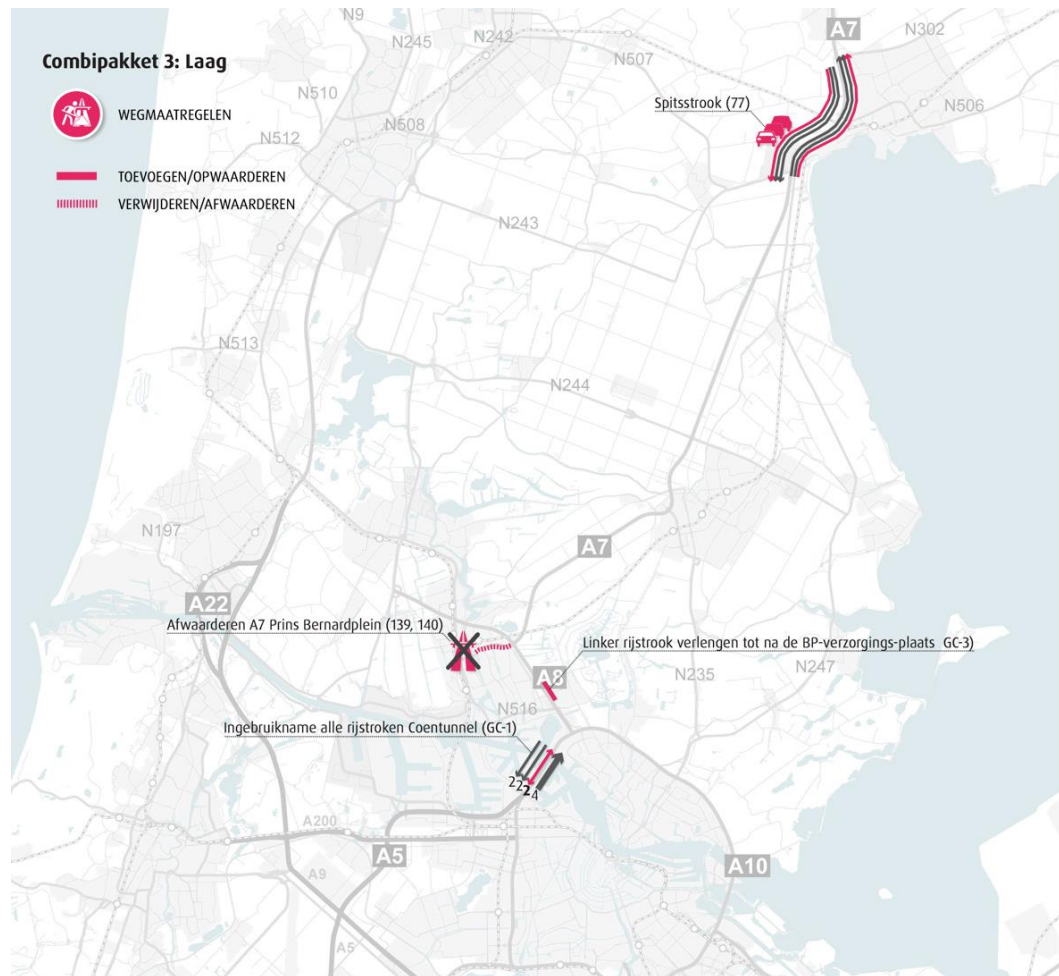 Combipakket 3: Laag
WEGMAATREGELEN
TOEVOEGEN/OPWAARDEREN
VERWIJDEREN/AFWAARDEREN
N9
N245
N242
A7
N302
N507
Spitsstrook (77)
N510
N506
N512
N508
N243
N513
N244
N197
A7
A22
Afwaarderen A7 Prins Bernardplein (139, 140)
Linker rijstrook verlengen tot na de BP-verzorgings-plaats GC-3)
A8
N235
N247
N516
Ingebruikname alle rijstroken Coentunnel (GC-1)
2 2 2 4
A200
A5
A10
A9
A5